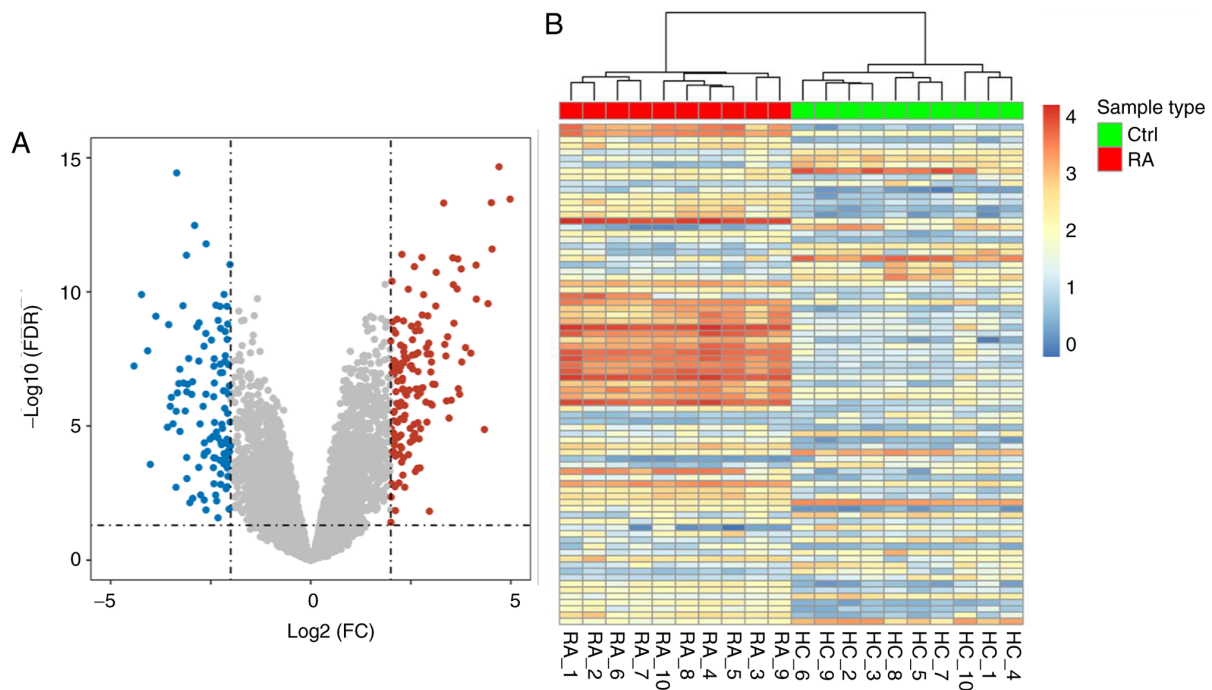 A
15
10
5
0
−Log10 (FDR)
−5
0
5
Log2 (FC)
B
4
3
2
1
0
Sample type
Ctrl
RA
RA_1
RA_2
RA_6
RA_7
RA_10
RA_8
RA_4
RA_5
RA_3
RA_9
HC_6
HC_9
HC_2
HC_3
HC_8
HC_5
HC_7
HC_10
HC_1
HC_4